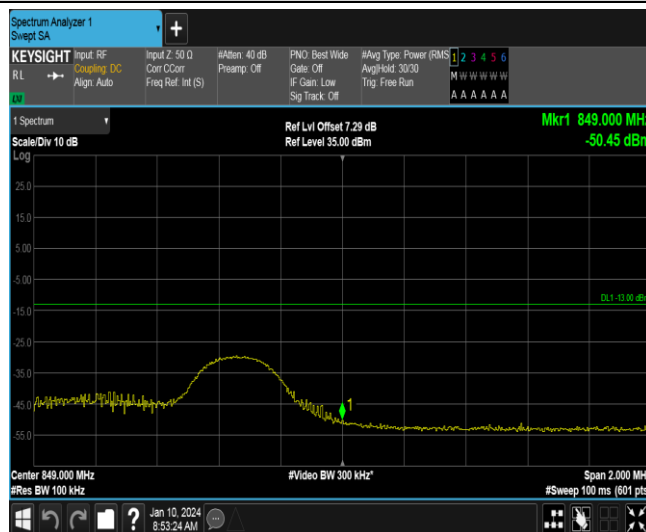 Spectrum Analyzer 1
Swept SA
+
KEYSIGHT
RL
LXI
Input: RF
Coupling: DC
Align: Auto
Input Z: 50 Ω
Corr CCorr
Freq Ref: Int (S)
#Atten: 40 dB
Preamp: Off
PNO: Best Wide
Gate: Off
IF Gain: Low
Sig Track: Off
#Avg Type: Power (RMS
Avg|Hold: 30/30
Trig: Free Run
1 2 3 4 5 6
M W W W W W
A A A A A A
1 Spectrum
Scale/Div 10 dB
Log
Ref Lvl Offset 7.29 dB
Ref Level 35.00 dBm
Mkr1 849.000 MHz
-50.45 dBm
25.0
15.0
5.00
-5.00
-15.0
-25.0
-35.0
-45.0
-55.0
DL1 -13.00 dBm
1
Center 849.000 MHz
#Res BW 100 kHz
#Video BW 300 kHz*
Span 2.000 MHz
#Sweep 100 ms (601 pts
?
Jan 10, 2024
8:53:24 AM